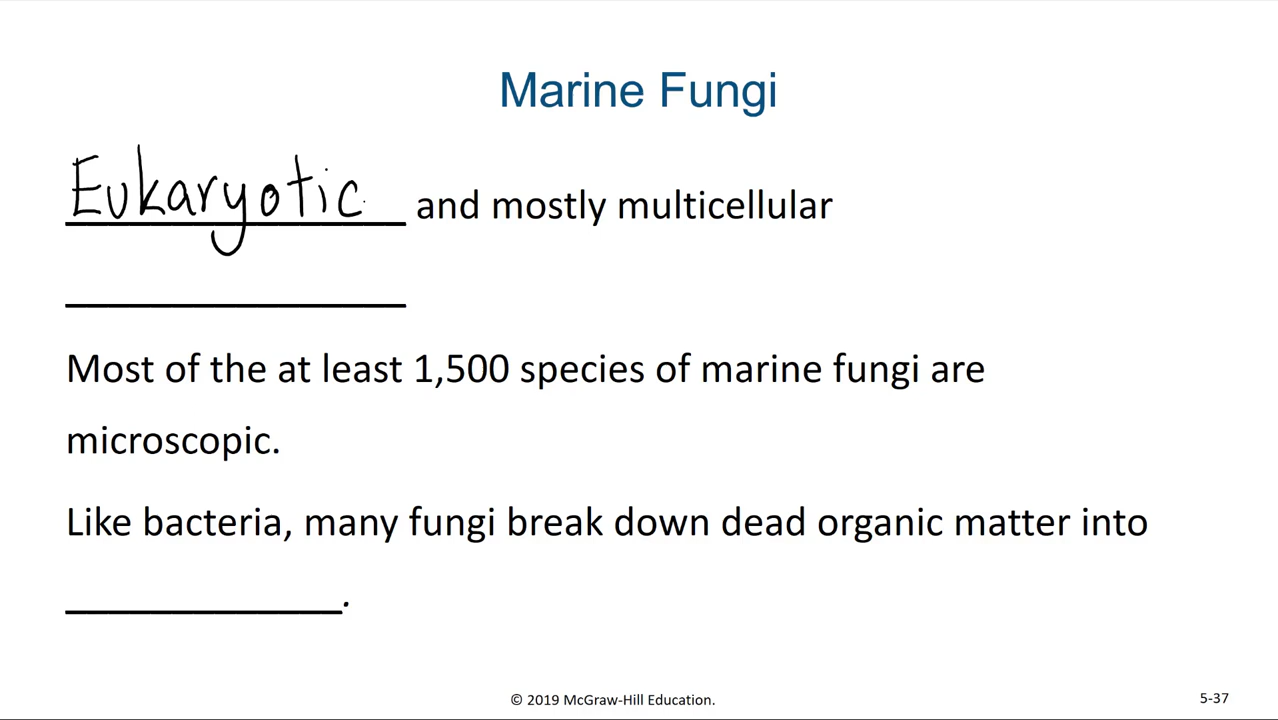 Marine Fungi
Eukaryotic and mostly multicellular
Most of the at least 1,500 species of marine fungi are
microscopic.
Like bacteria, many fungi break down dead organic matter into
____________.
© 2019 McGraw-Hill Education.
5-37